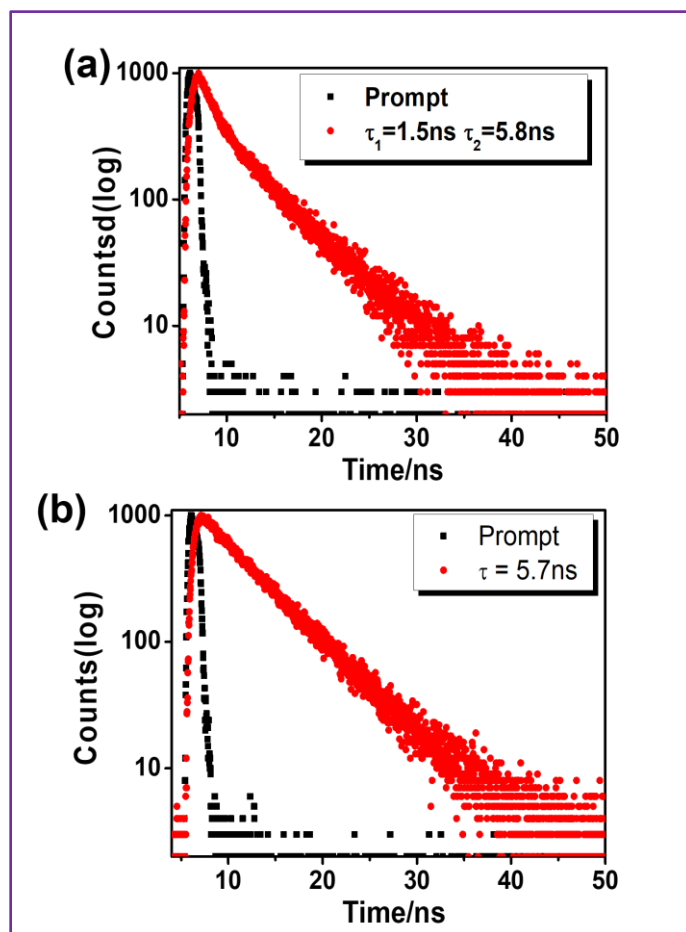 (a)
1000
100
10
Countsd(log)
Prompt
τ1=1.5ns τ2=5.8ns
10 20 30 40 50
Time/ns
(b)
1000
100
10
Counts(log)
Prompt
τ = 5.7ns
10 20 30 40 50
Time/ns